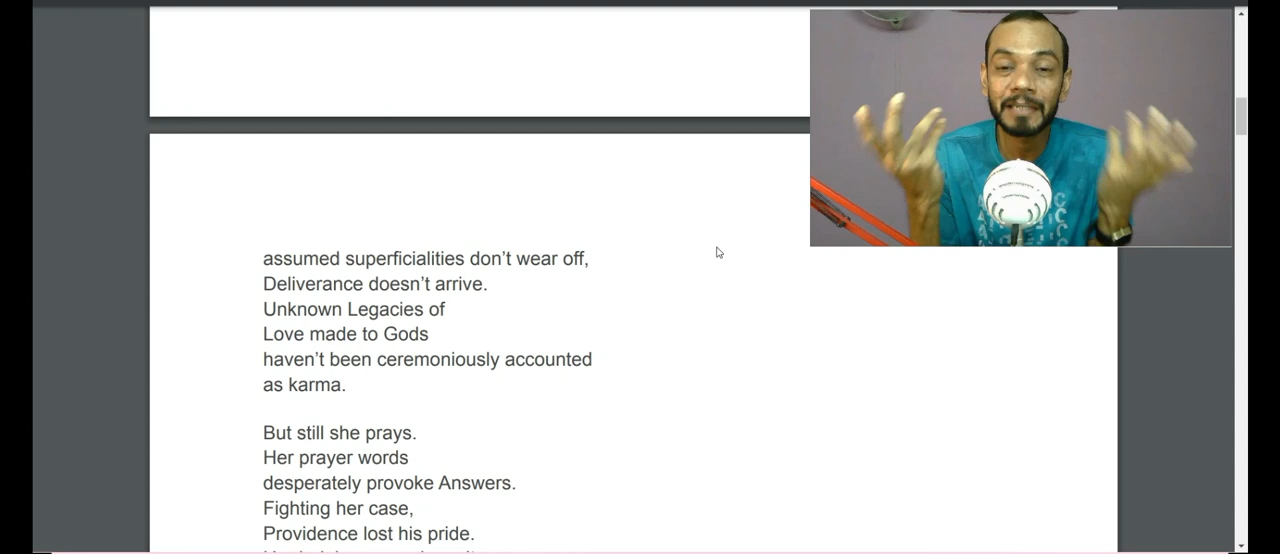 assumed superficialities don’t wear off,
Deliverance doesn’t arrive.
Unknown Legacies of
Love made to Gods
haven’t been ceremoniously accounted
as karma.
But still she prays.
Her prayer words
desperately provoke Answers.
Fighting her case,
Providence lost his pride.